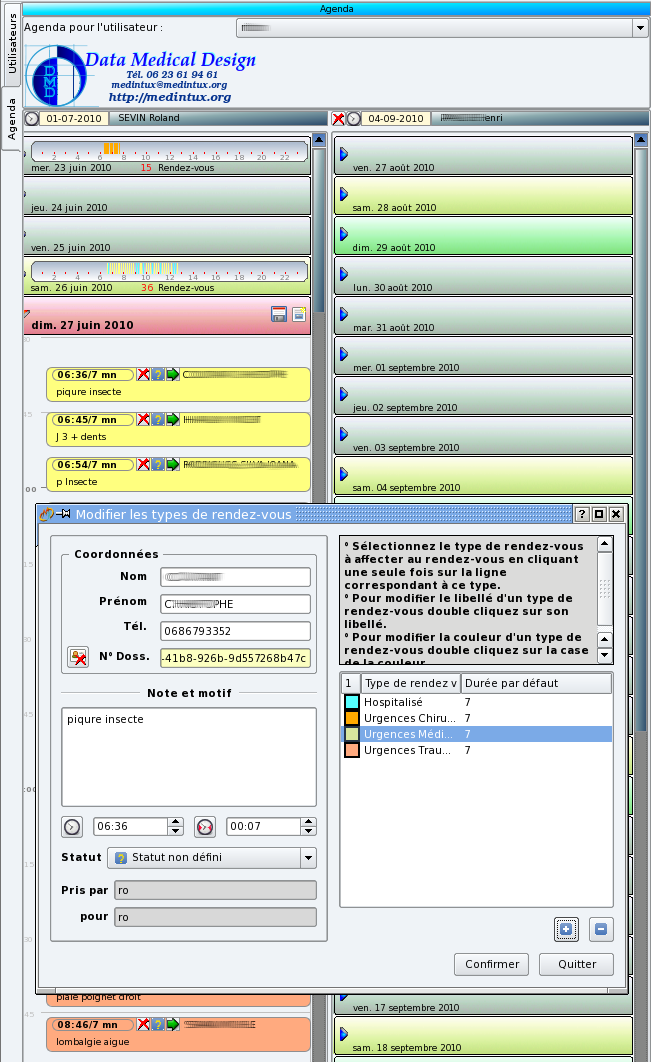 Agenda
Utilisateurs
Agenda
Agenda pour l'utilisateur :
Data Medical Design
Tél. 06 23 61 94 61
medintux@medintux.org
http://medintux.org
DMD
01-07-2010 SEVIN Roland
04-09-2010 enri
2 4 6 8 10 12 14 16 18 20 22
mer. 23 juin 2010 15 Rendez-vous
jeu. 24 juin 2010
ven. 25 juin 2010
2 4 6 8 10 12 14 16 18 20 22
sam. 26 juin 2010 36 Rendez-vous
dim. 27 juin 2010
30
06:36/7 mn
piqure insecte
45
06:45/7 mn
J 3 + dents
06:54/7 mn
p Insecte
00
ven. 27 août 2010
sam. 28 août 2010
dim. 29 août 2010
lun. 30 août 2010
mar. 31 août 2010
mer. 01 septembre 2010
jeu. 02 septembre 2010
ven. 03 septembre 2010
sam. 04 septembre 2010
Modifier les types de rendez-vous
Coordonnées
Nom
Prénom C PHE
Tél. 0686793352
N° Doss. -41b8-926b-9d557268b47c
Note et motif
piqure insecte
06:36 00:07
Statut Statut non défini
Pris par ro
pour ro
° Sélectionnez le type de rendez-vous
à affecter au rendez-vous en cliquant
une seule fois sur la ligne
correspondant à ce type.
° Pour modifier le libellé d'un type de
rendez-vous double cliquez sur son
libellé.
° Pour modifier la couleur d'un type de
rendez-vous double cliquez sur la case
de la couleur
1 Type de rendez v Durée par défaut
Hospitalisé 7
Urgences Chiru... 7
Urgences Médi... 7
Urgences Trau... 7
Confirmer Quitter
15
30
45
:00
15
30
45
plaie poignet droit
08:46/7 mn
lombalgie aigue
ven. 17 septembre 2010
sam. 18 septembre 2010